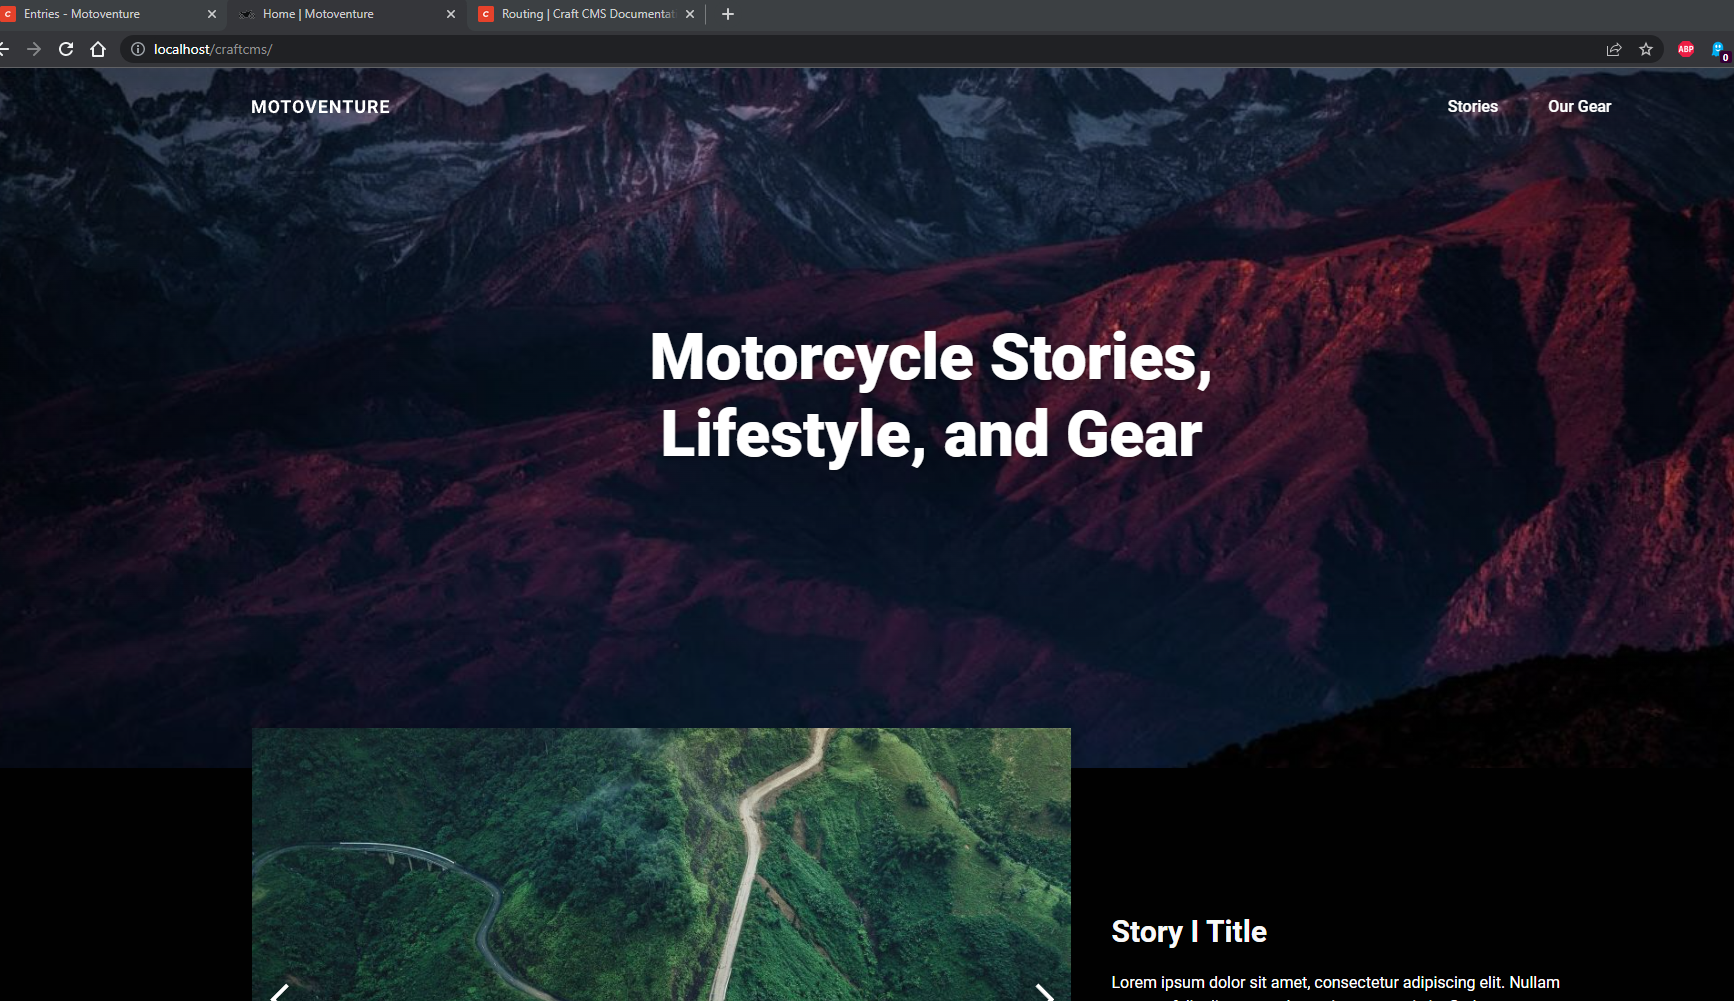 Entries - Motoventure
Home | Motoventure
Routing | Craft CMS Documentat
localhost/craftcms/
ABP
0
MOTOVENTURE
Stories
Our Gear
Motorcycle Stories,
Lifestyle, and Gear
Story I Title
Lorem ipsum dolor sit amet, consectetur adipiscing elit. Nullam